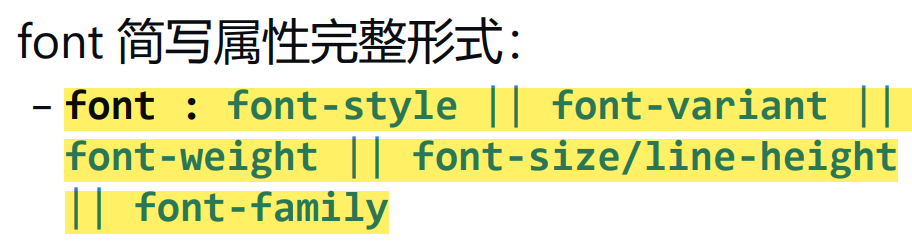 font 简写属性完整形式：
– font : font-style || font-variant ||
font-weight || font-size/line-height
|| font-family